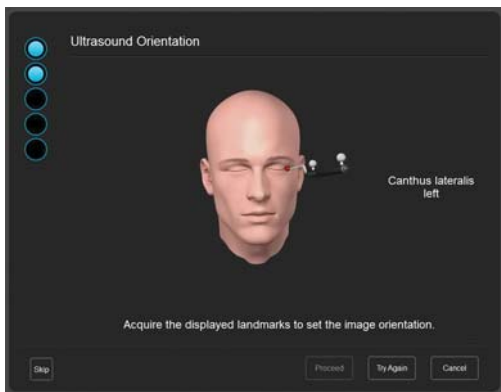 Ultrasound Orientation
Canthus lateralis
left
Acquire the displayed landmarks to set the image orientation.
Skip
Proceed
Try Again
Cancel